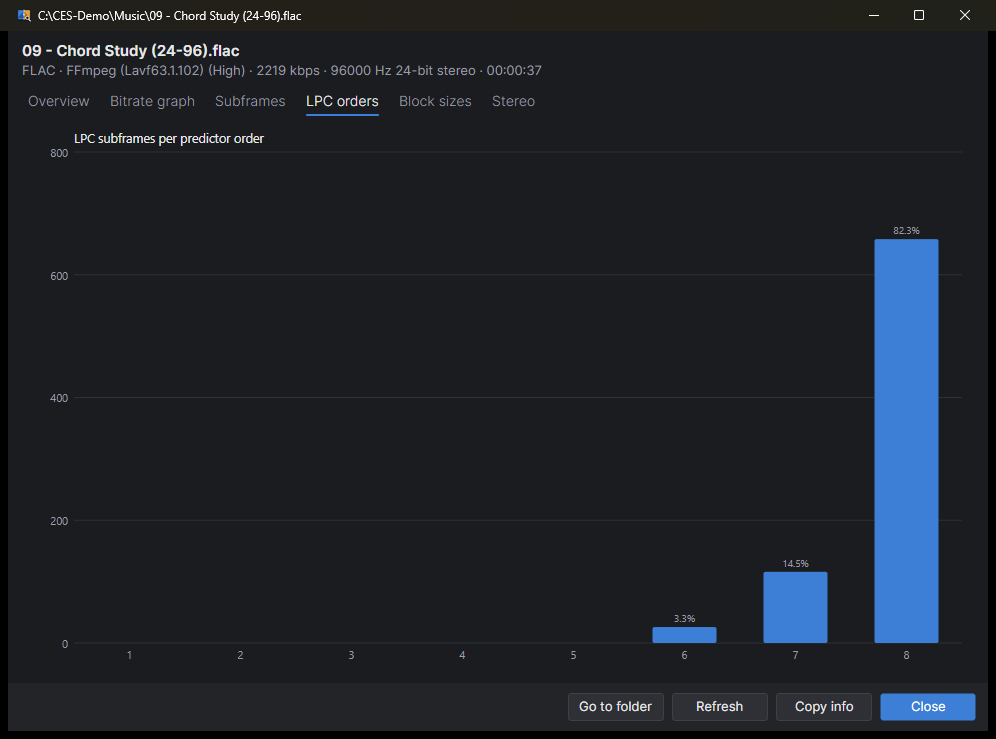 C:\CES-Demo\Music\09 - Chord Study (24-96).flac
09 - Chord Study (24-96).flac
FLAC · FFmpeg (Lavf63.1.102) (High) · 2219 kbps · 96000 Hz 24-bit stereo · 00:00:37
Overview Bitrate graph Subframes LPC orders Block sizes Stereo
LPC subframes per predictor order
800
82.3%
600
400
200
14.5%
3.3%
0
1 2 3 4 5 6 7 8
Go to folder Refresh Copy info Close